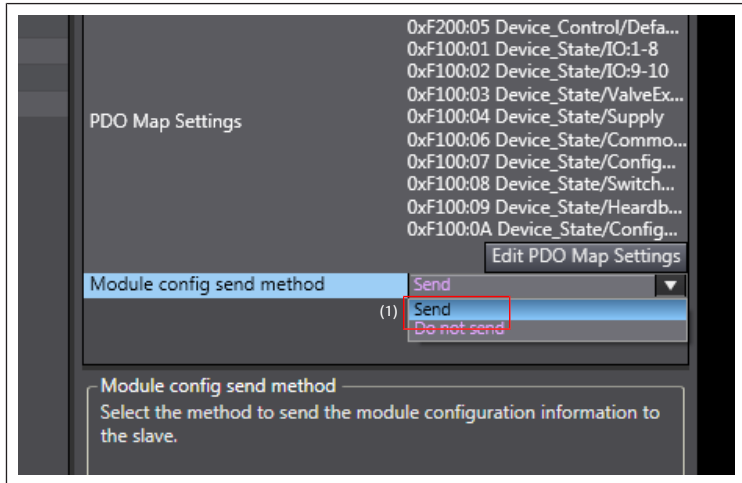 0xF200:05 Device_Control/Defa...
0xF100:01 Device_State/IO:1-8
0xF100:02 Device_State/IO:9-10
0xF100:03 Device_State/ValveEx...
PDO Map Settings
0xF100:04 Device_State/Supply
0xF100:06 Device_State/Commo...
0xF100:07 Device_State/Config...
0xF100:08 Device_State/Switch...
0xF100:09 Device_State/Heardb...
0xF100:0A Device_State/Config...
Edit PDO Map Settings
Module config send method
Send
(1)
Send
Do not send
Module config send method
Select the method to send the module configuration information to
the slave.